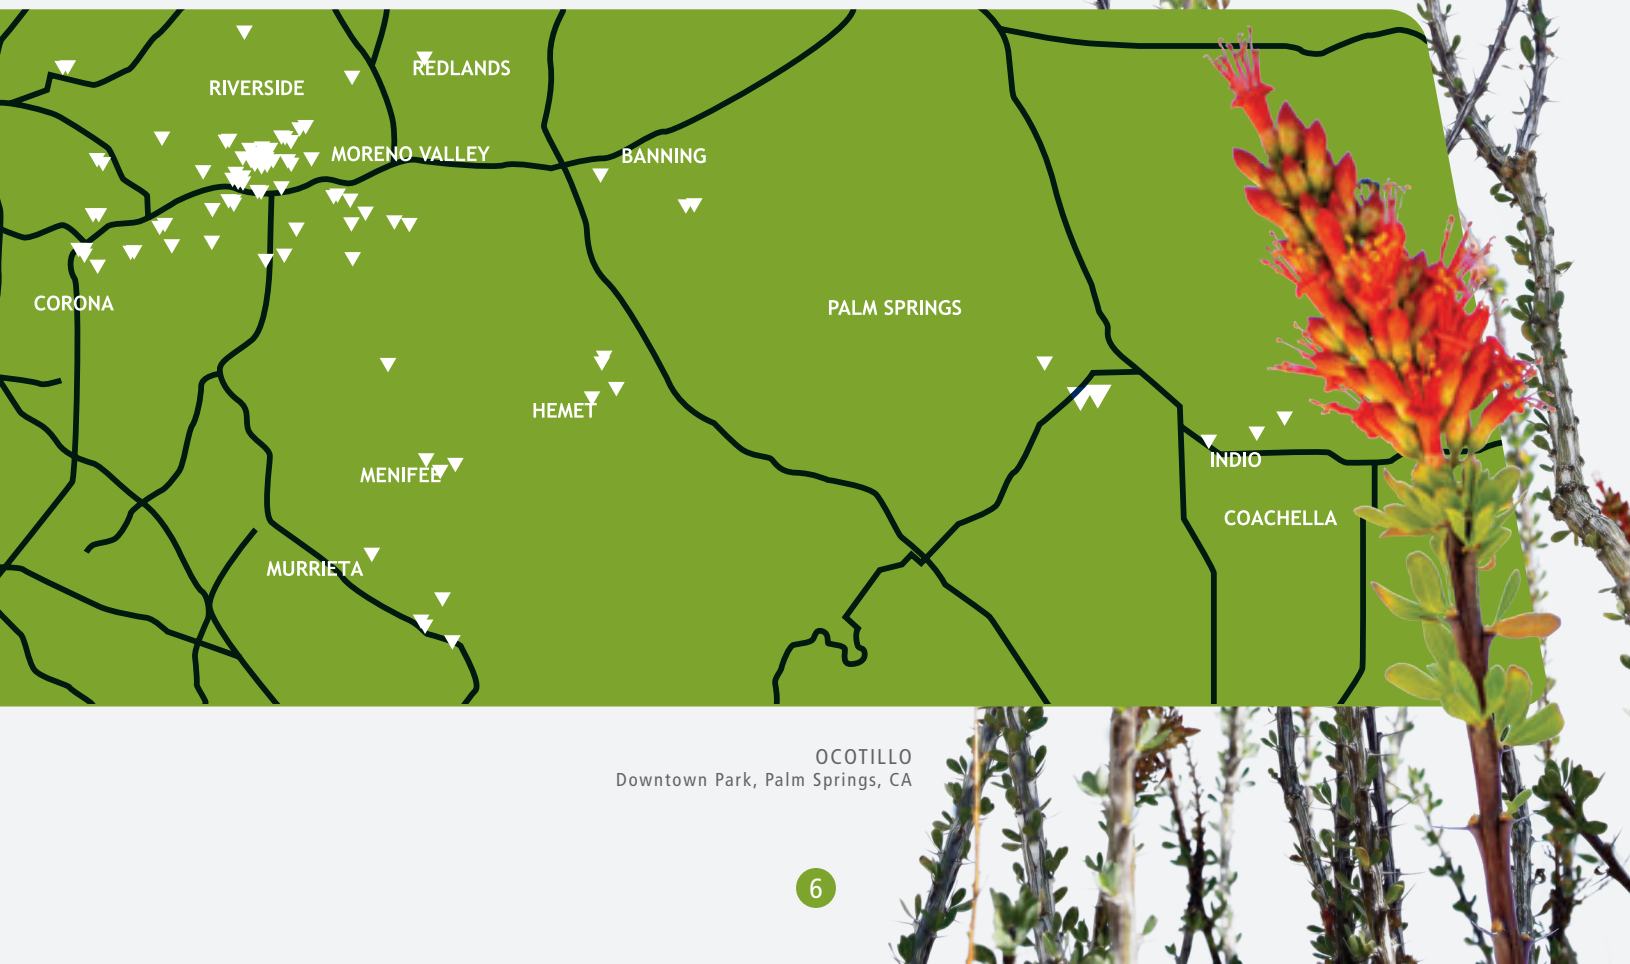 REDLANDS
RIVERSIDE
MORENO VALLEY
BANNING
CORONA
PALM SPRINGS
HEMET
MENIFEE
INDIO
COACHELLA
MURRIETA
OCOTILLO
Downtown Park, Palm Springs, CA
6